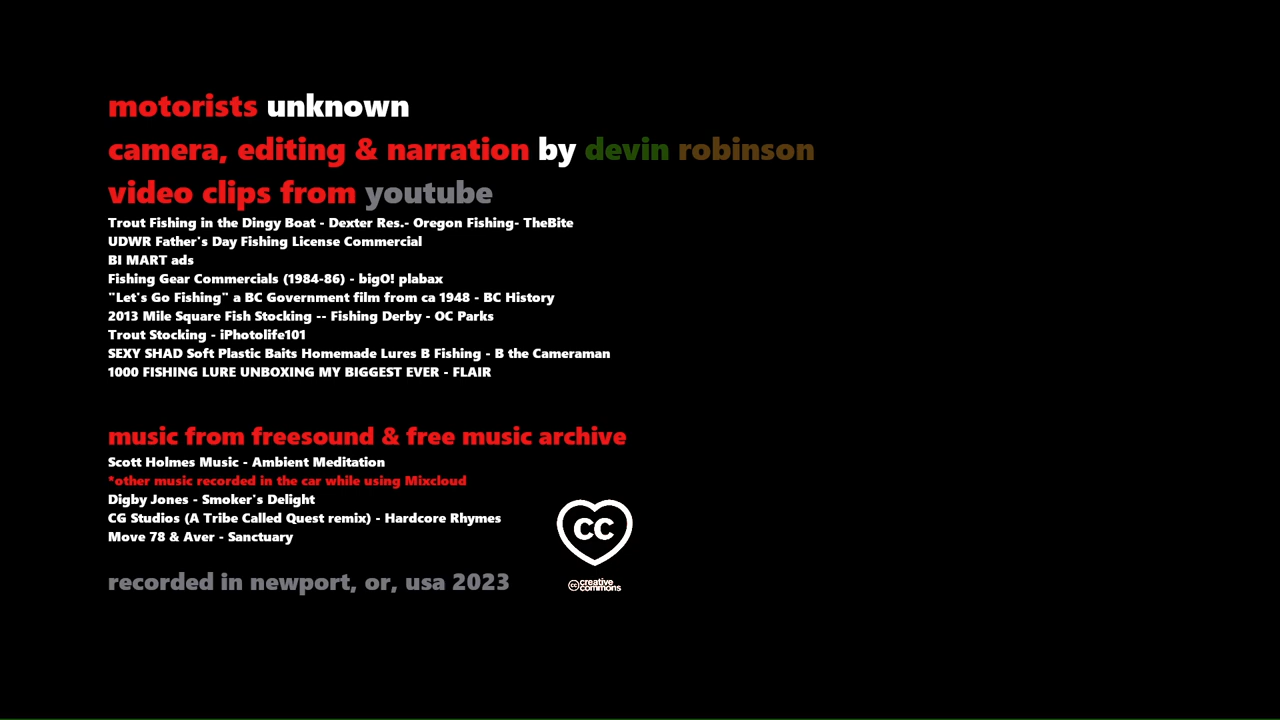 motorists unknown
camera, editing & narration by devin robinson
video clips from youtube
Trout Fishing in the Dingy Boat - Dexter Res.- Oregon Fishing- TheBite
UDWR Father's Day Fishing License Commercial
BI MART ads
Fishing Gear Commercials (1984-86) - bigO! plabax
"Let's Go Fishing" a BC Government film from ca 1948 - BC History
2013 Mile Square Fish Stocking -- Fishing Derby - OC Parks
Trout Stocking - iPhotolife101
SEXY SHAD Soft Plastic Baits Homemade Lures B Fishing - B the Cameraman
1000 FISHING LURE UNBOXING MY BIGGEST EVER - FLAIR
music from freesound & free music archive
Scott Holmes Music - Ambient Meditation
*other music recorded in the car while using Mixcloud
Digby Jones - Smoker's Delight
CG Studios (A Tribe Called Quest remix) - Hardcore Rhymes
Move 78 & Aver - Sanctuary
recorded in newport, or, usa 2023
CC
cc creative
commons